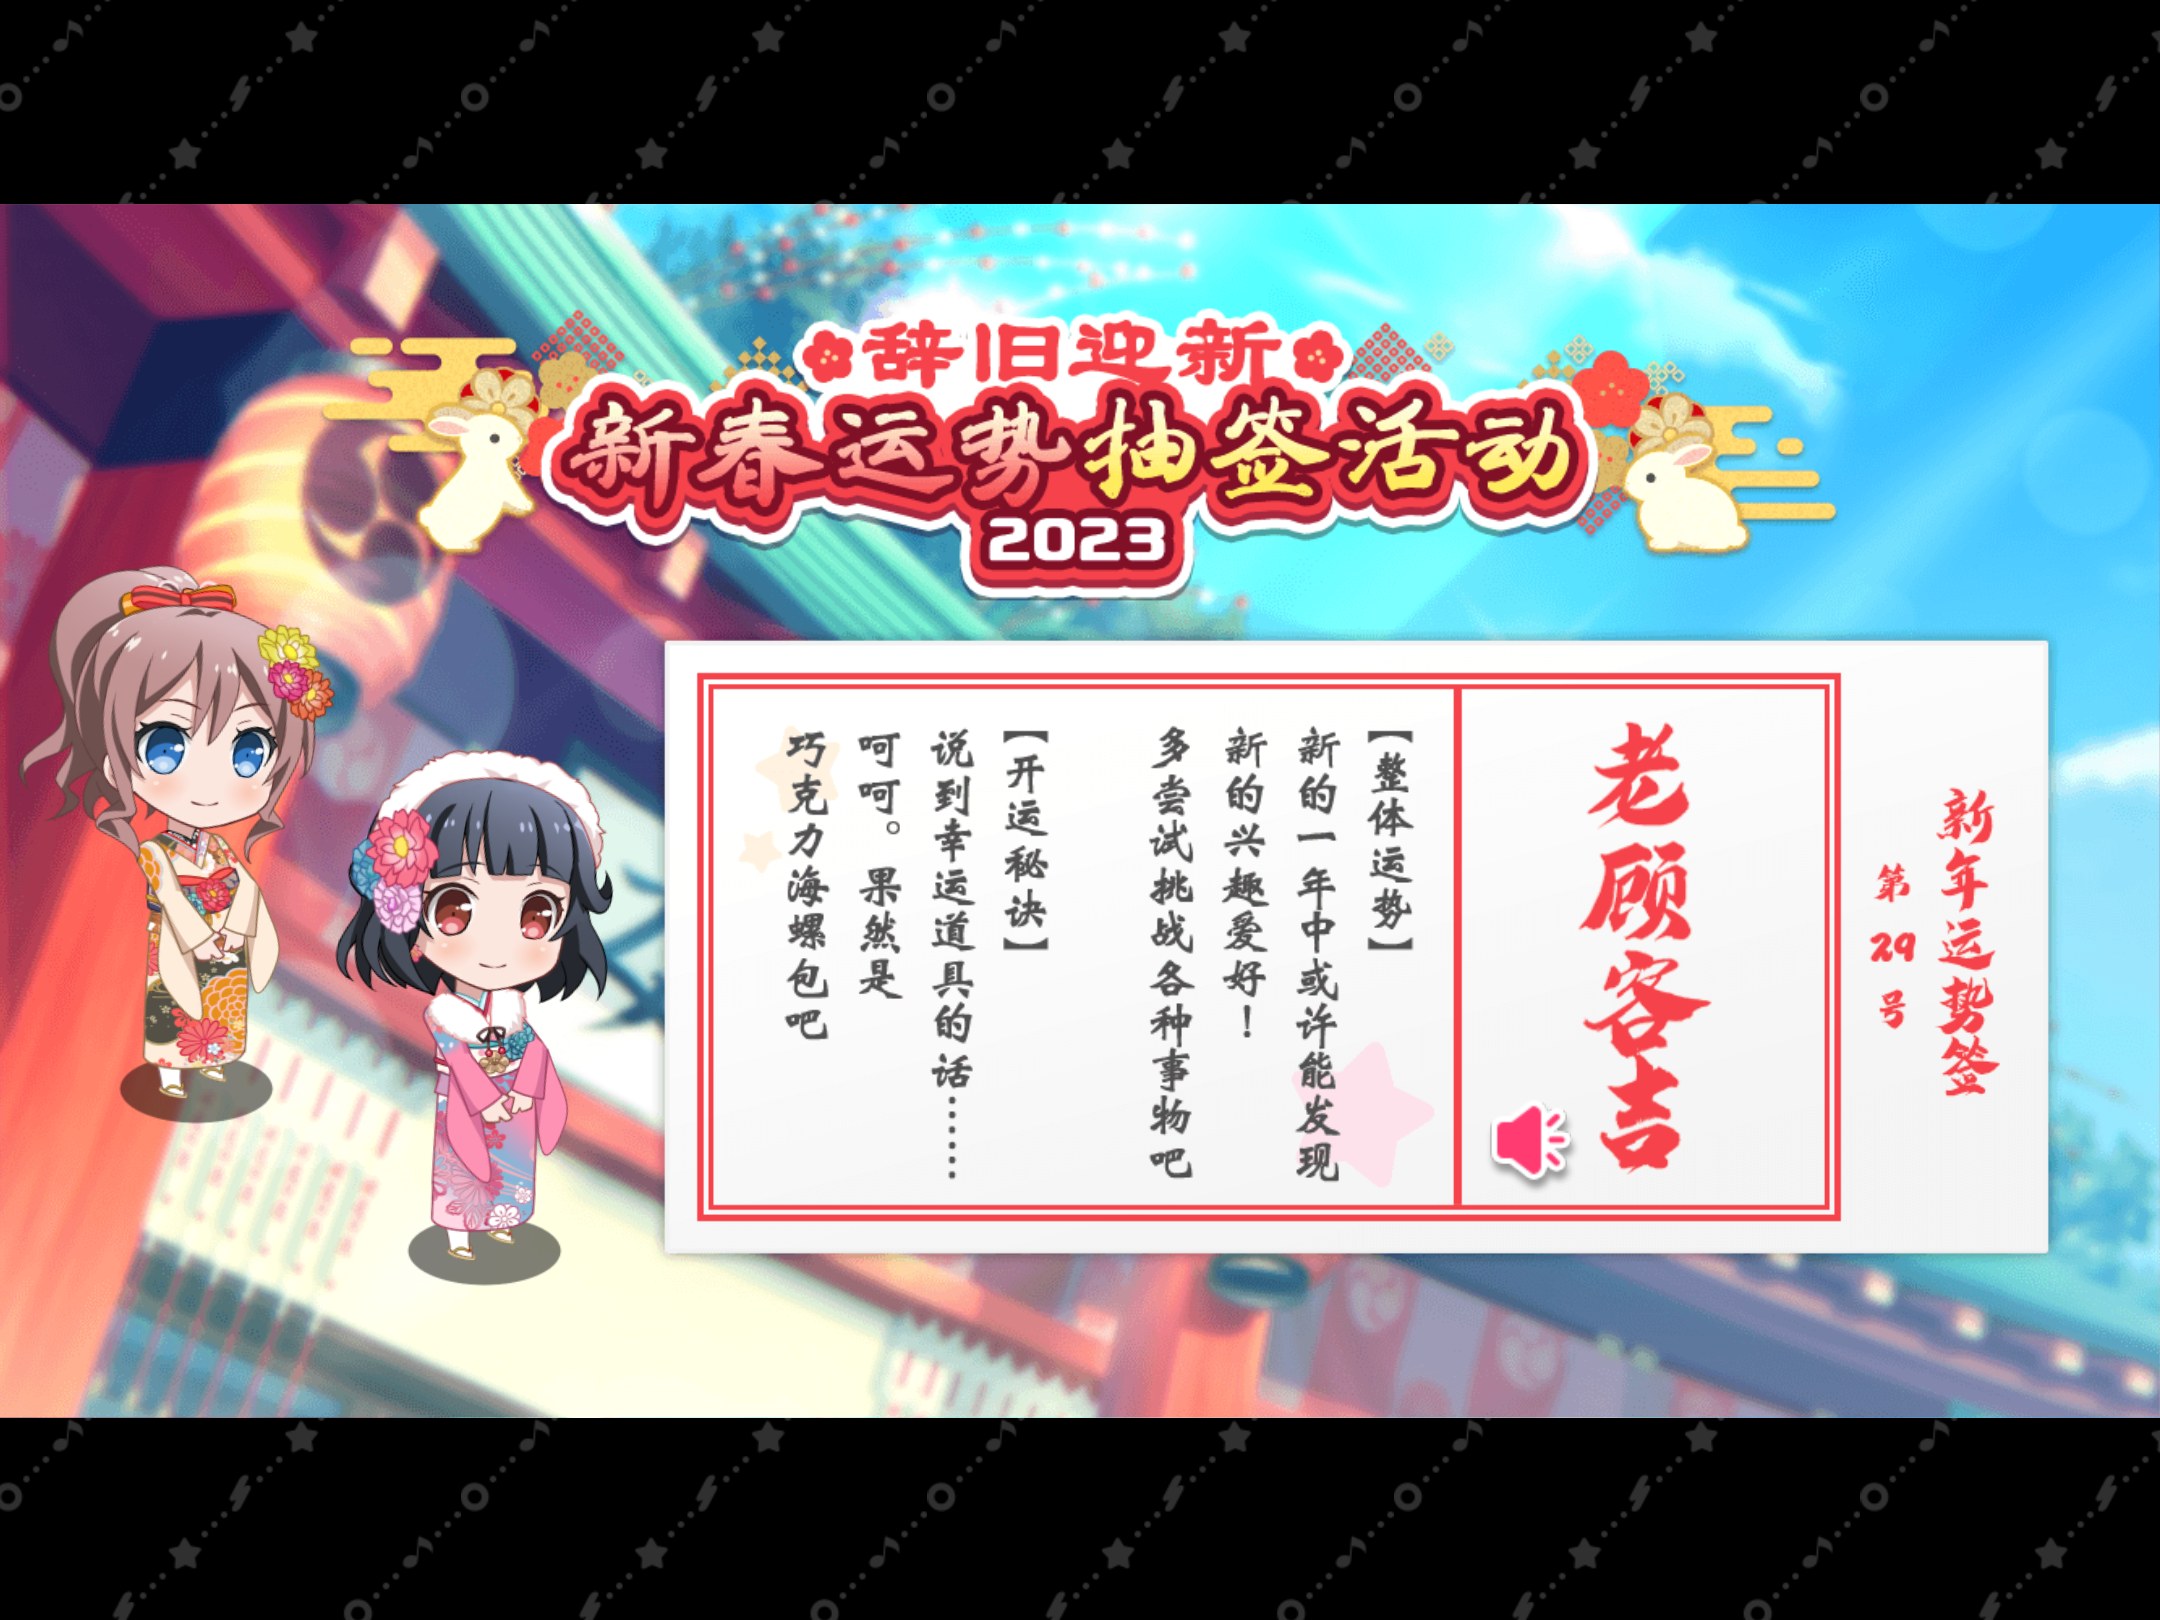 辞旧迎新
新春运势抽签活动
2023
新年运势签
第29号
老顾客吉
【整体运势】
新的一年中或许能发现
新的兴趣爱好！
多尝试挑战各种事物吧
【开运秘诀】
说到幸运道具的话……
呵呵。果然是
巧克力海螺包吧